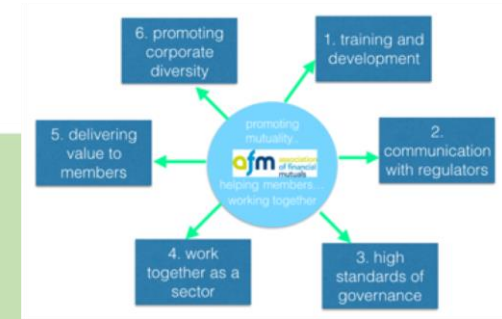 6. promoting
corporate
diversity
1. training and
development
5. delivering
value to
members
promoting
mutuality..
afm association
of financial
mutuals
helping members...
working together
2.
communication
with regulators
4. work
together as a
sector
3. high
standards of
governance